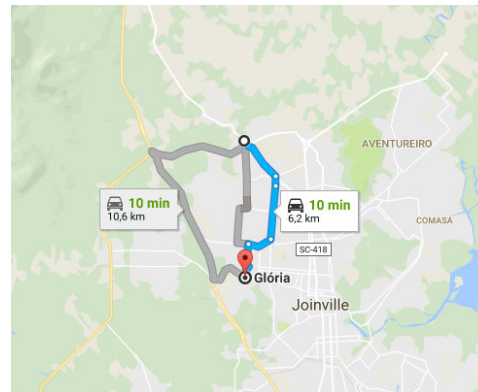 AVENTUREIRO
10 min
10,6 km
10 min
6,2 km
COMASA
SC-418
Glória
Joinville